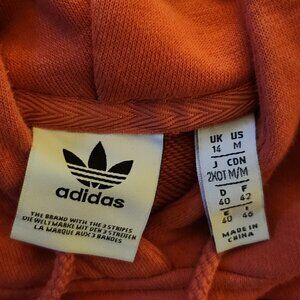 adidas
THE BRAND WITH THE 3 STRIPES
DIE MARKE MIT DEN 3 STREIFEN
LA MARQUE AUX 3 BANDES
UK US
14 M
J CDN
2XOT M/M
D F
40 42
E I
40 46
MADE IN
CHINA